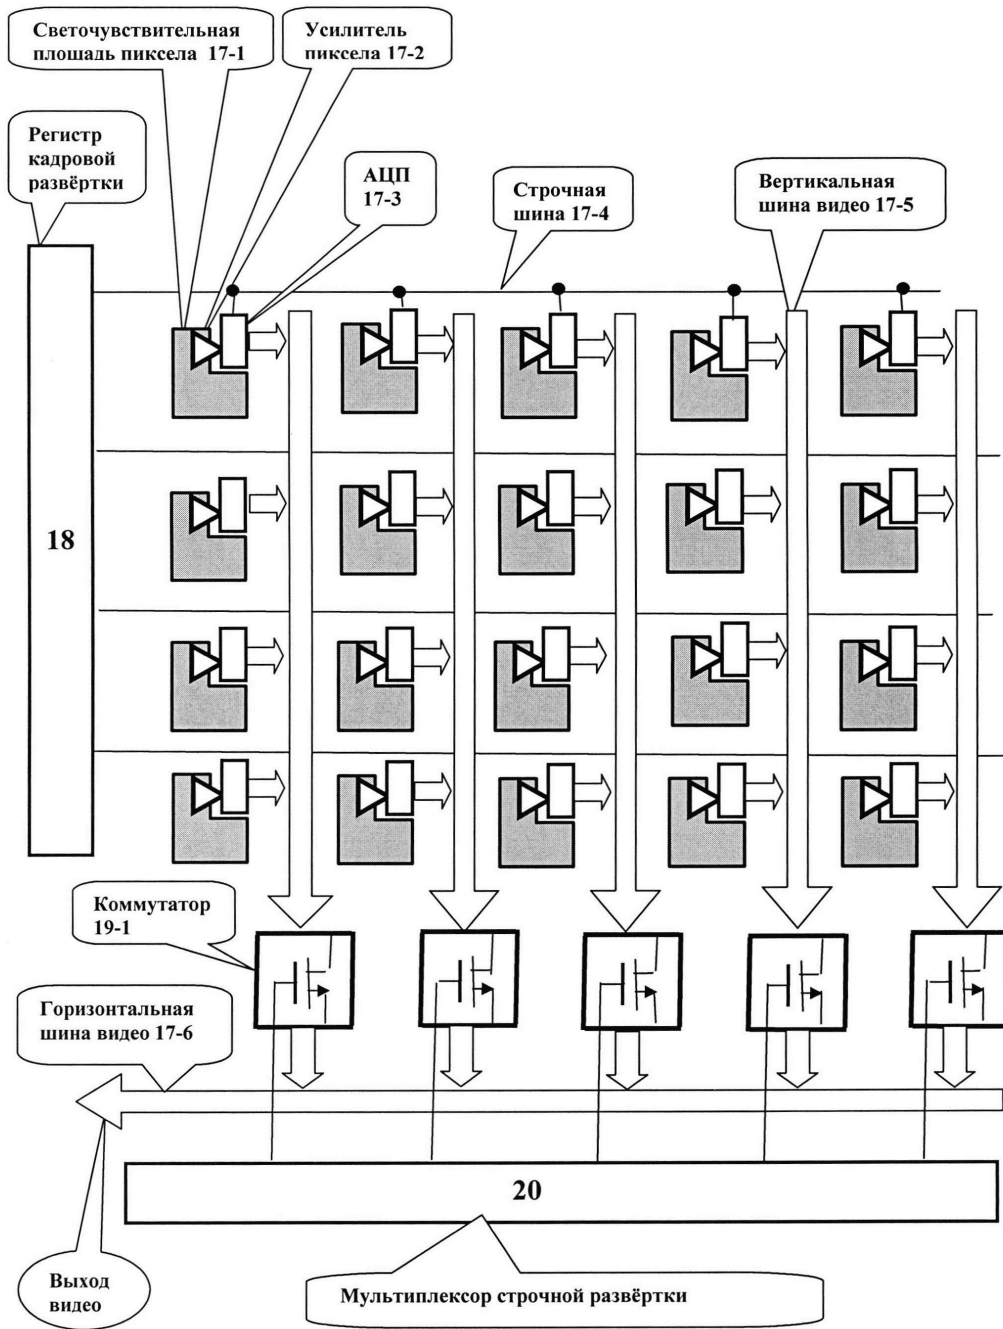 Светочувствительная
площадь пиксела 17-1
Усилитель
пиксела 17-2
Регистр
кадровой
развёртки
АЦП
17-3
Строчная
шина 17-4
Вертикальная
шина видео 17-5
18
Коммутатор
19-1
Горизонтальная
шина видео 17-6
20
Выход
видео
Мультиплексор строчной развёртки